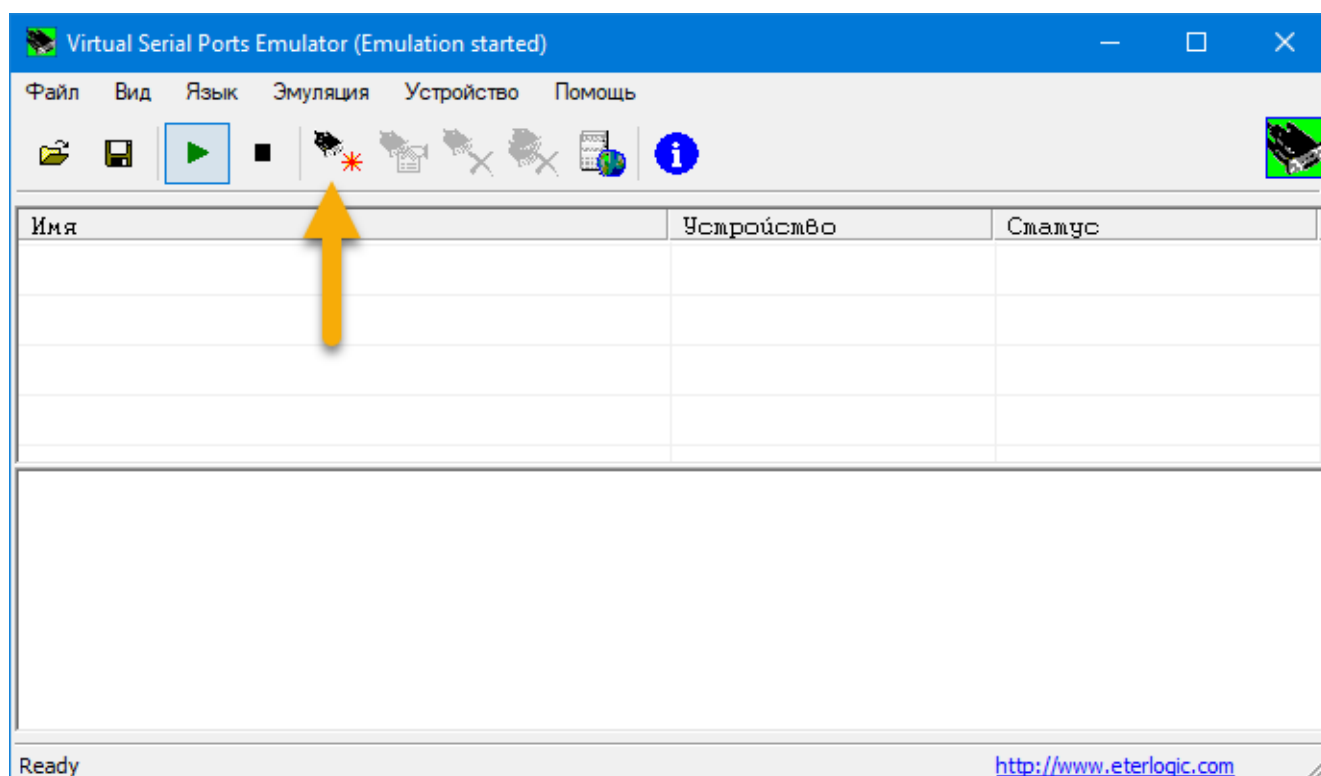 Virtual Serial Ports Emulator (Emulation started)
Файл Вид Язык Эмуляция Устройство Помощь
Имя Устройство Статус
Ready http://www.eterlogic.com